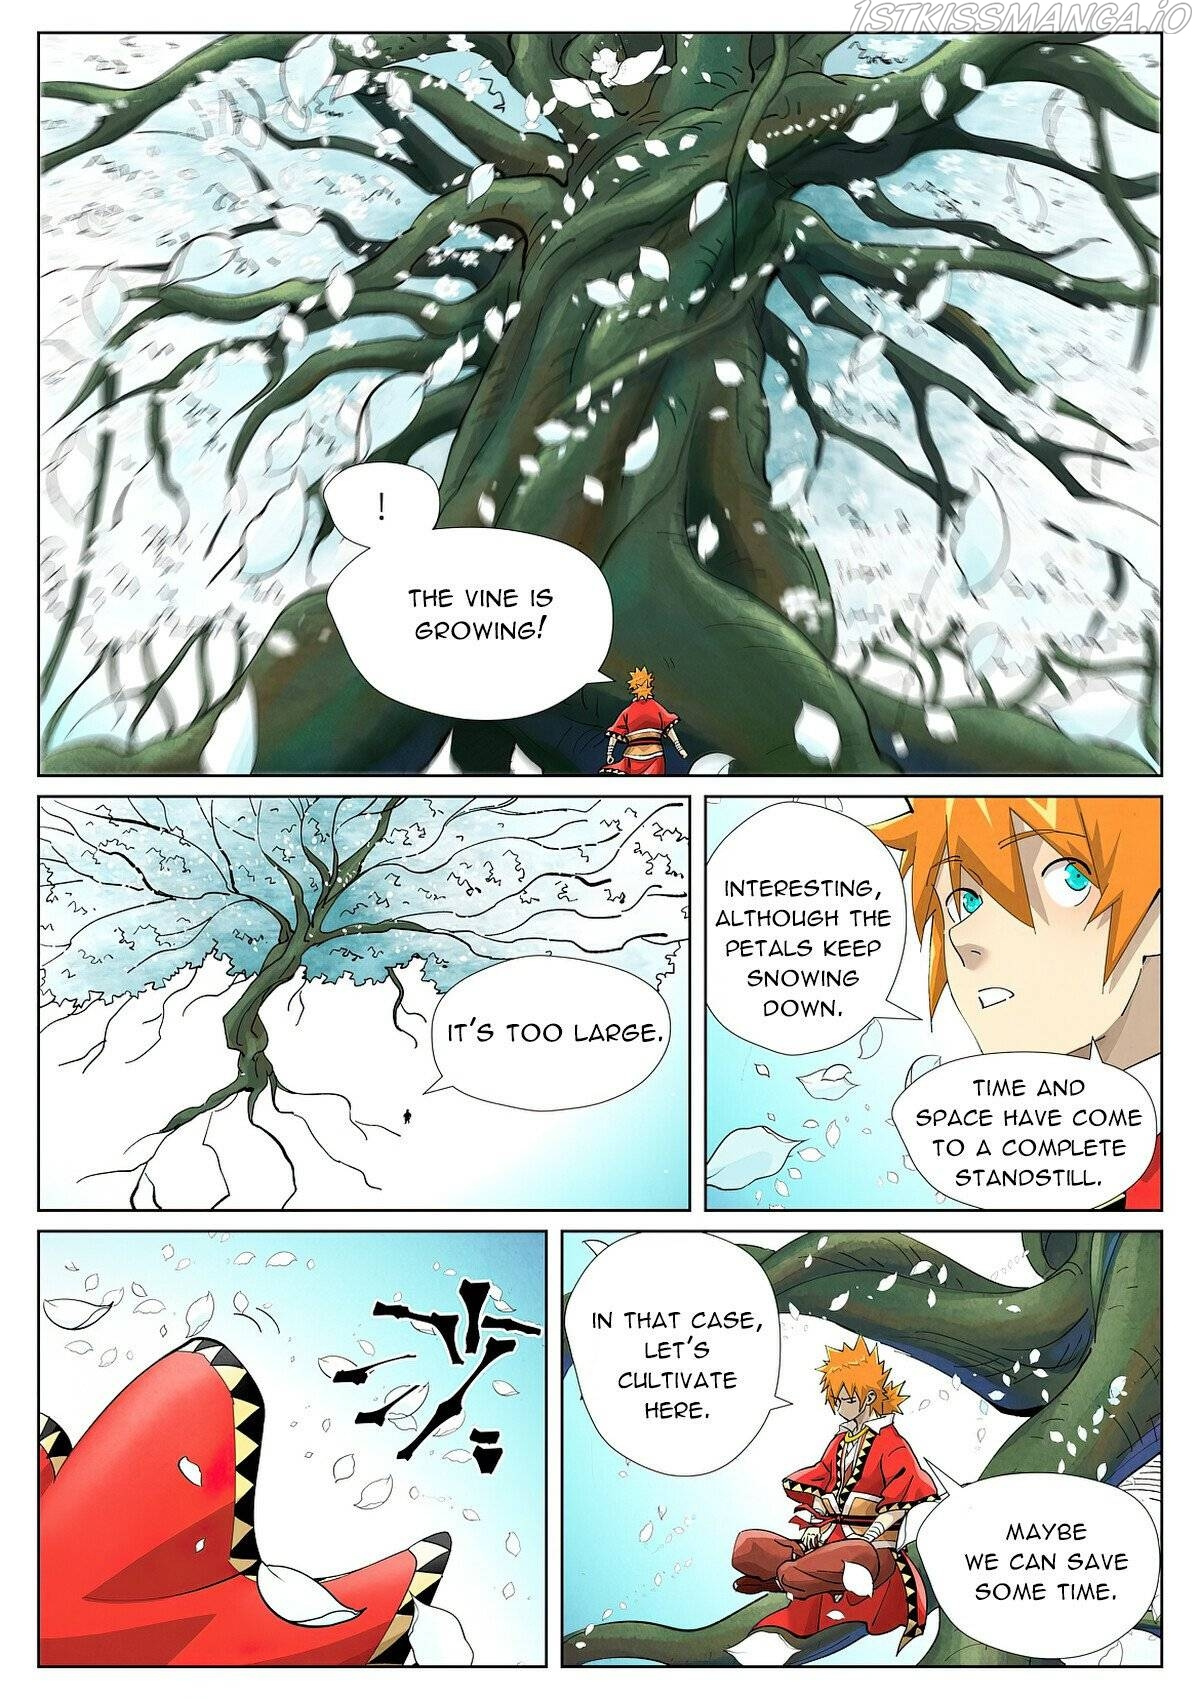 1STKISSMANGA.iO
!
THE VINE IS
GROWING!
IT'S TOO LARGE.
INTERESTING,
ALTHOUGH THE
PETALS KEEP
SNOWING
DOWN.
TIME AND
SPACE HAVE COME
TO A COMPLETE
STANDSTILL.
IN THAT CASE,
LET'S
CULTIVATE
HERE.
MAYBE
WE CAN SAVE
SOME TIME.